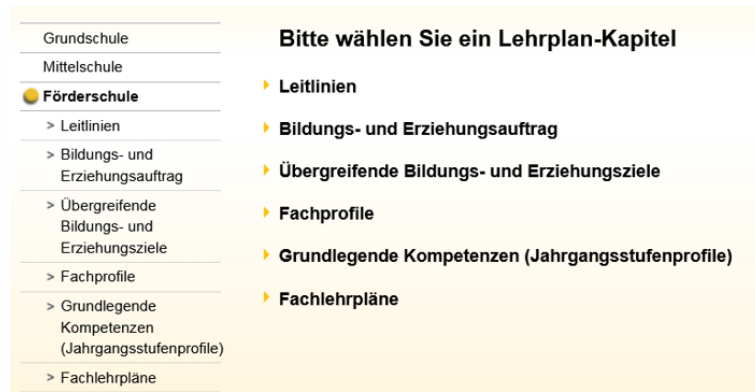 Grundschule
Mittelschule
Förderschule
> Leitlinien
> Bildungs- und
Erziehungsauftrag
> Übergreifende
Bildungs- und
Erziehungsziele
> Fachprofile
> Grundlegende
Kompetenzen
(Jahrgangsstufenprofile)
> Fachlehrpläne
Bitte wählen Sie ein Lehrplan-Kapitel
Leitlinien
Bildungs- und Erziehungsauftrag
Übergreifende Bildungs- und Erziehungsziele
Fachprofile
Grundlegende Kompetenzen (Jahrgangsstufenprofile)
Fachlehrpläne